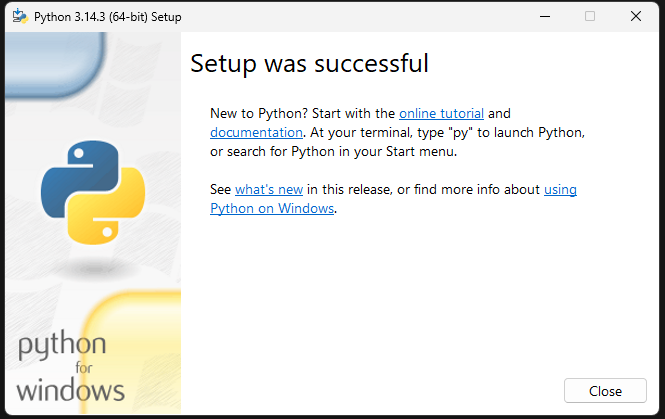 Python 3.14.3 (64-bit) Setup
Setup was successful
New to Python? Start with the online tutorial and
documentation. At your terminal, type "py" to launch Python,
or search for Python in your Start menu.
See what's new in this release, or find more info about using
Python on Windows.
python
for
windows
Close